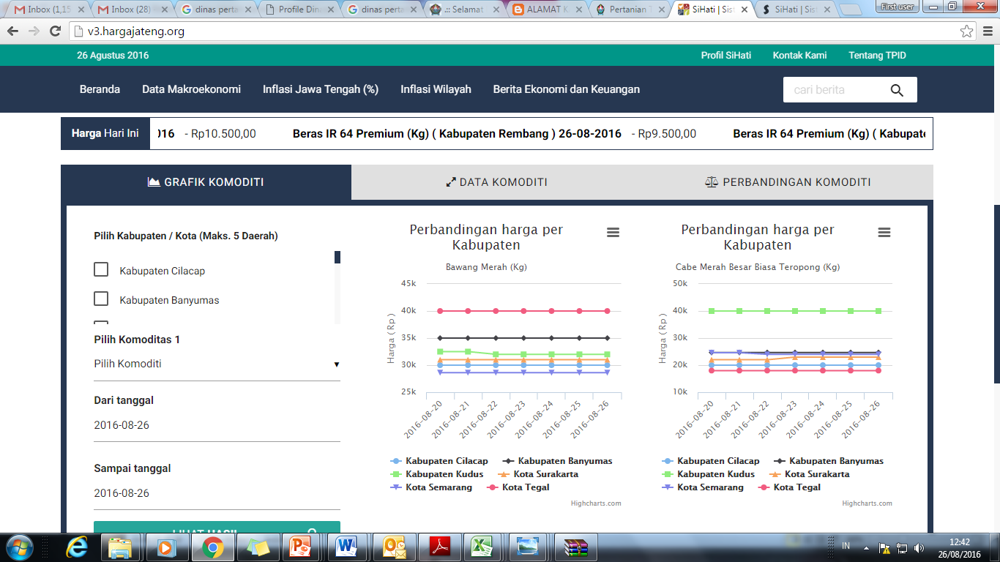 Inbox (1,15
Inbox (28)
dinas perta
Profile Din
dinas perta
.:: Selamat
ALAMAT K
Pertanian T
SiHati | Sist
SiHati | Sist
First user
v3.hargajateng.org
26 Agustus 2016
Profil SiHati
Kontak Kami
Tentang TPID
Beranda
Data Makroekonomi
Inflasi Jawa Tengah (%)
Inflasi Wilayah
Berita Ekonomi dan Keuangan
cari berita
Harga Hari Ini
016 - Rp10.500,00 Beras IR 64 Premium (Kg) ( Kabupaten Rembang ) 26-08-2016 - Rp9.500,00 Beras IR 64 Premium (Kg) ( Kabupate
GRAFIK KOMODITI
DATA KOMODITI
PERBANDINGAN KOMODITI
Pilih Kabupaten / Kota (Maks. 5 Daerah)
Kabupaten Cilacap
Kabupaten Banyumas
Pilih Komoditas 1
Pilih Komoditi
Dari tanggal
2016-08-26
Sampai tanggal
2016-08-26
LIHAT HASIL
Perbandingan harga per
Kabupaten
Bawang Merah (Kg)
Harga ( Rp )
45k
40k
35k
30k
25k
2016-08-20
2016-08-21
2016-08-22
2016-08-23
2016-08-24
2016-08-25
2016-08-26
Kabupaten Cilacap
Kabupaten Banyumas
Kabupaten Kudus
Kota Surakarta
Kota Semarang
Kota Tegal
Highcharts.com
Perbandingan harga per
Kabupaten
Cabe Merah Besar Biasa Teropong (Kg)
Harga ( Rp )
50k
40k
30k
20k
10k
2016-08-20
2016-08-21
2016-08-22
2016-08-23
2016-08-24
2016-08-25
2016-08-26
Kabupaten Cilacap
Kabupaten Banyumas
Kabupaten Kudus
Kota Surakarta
Kota Semarang
Kota Tegal
Highcharts.com
IN
12:42
26/08/2016